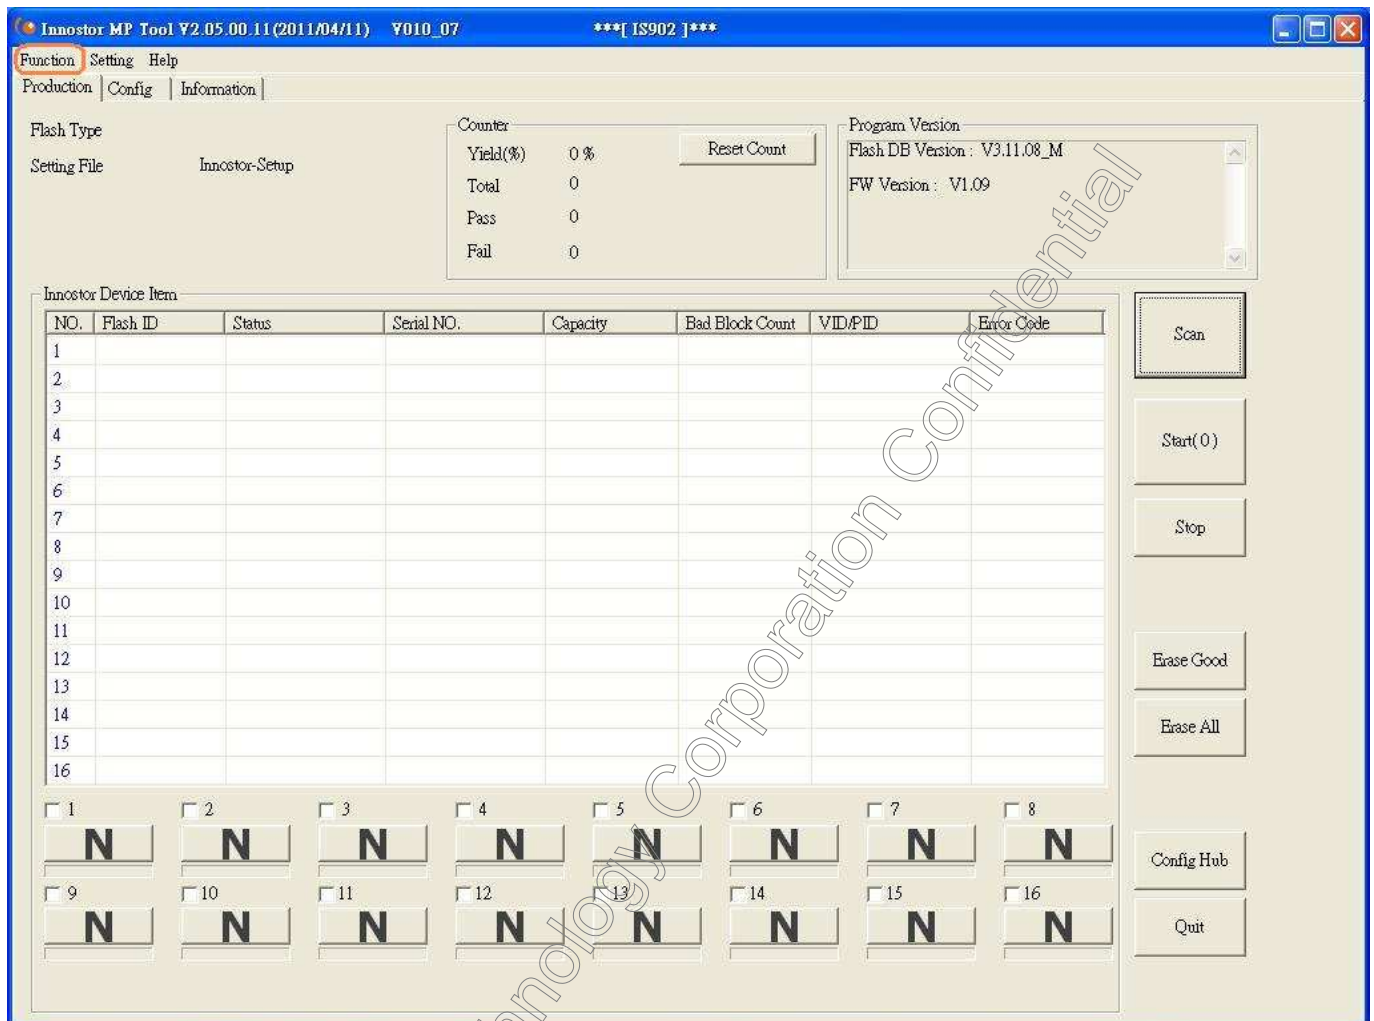 Innostor MP Tool V2.05.00.11(2011/04/11) V010_07 ***[ IS902 ]***
Function Setting Help
Production Config Information
Flash Type
Setting File Innostor-Setup
Counter
Yield(%) 0 %
Reset Count
Total 0
Pass 0
Fail 0
Program Version
Flash DB Version : V3.11.08_M
FW Version : V1.09
Innostor Device Item
NO. Flash ID Status Serial NO. Capacity Bad Block Count VID/PID Error Code
1
2
3
4
5
6
7
8
9
10
11
12
13
14
15
16
Scan
Start( 0 )
Stop
Erase Good
Erase All
Config Hub
Quit
1 2 3 4 5 6 7 8
N N N N N N N N
9 10 11 12 13 14 15 16
N N N N N N N N
Corporation Confidential